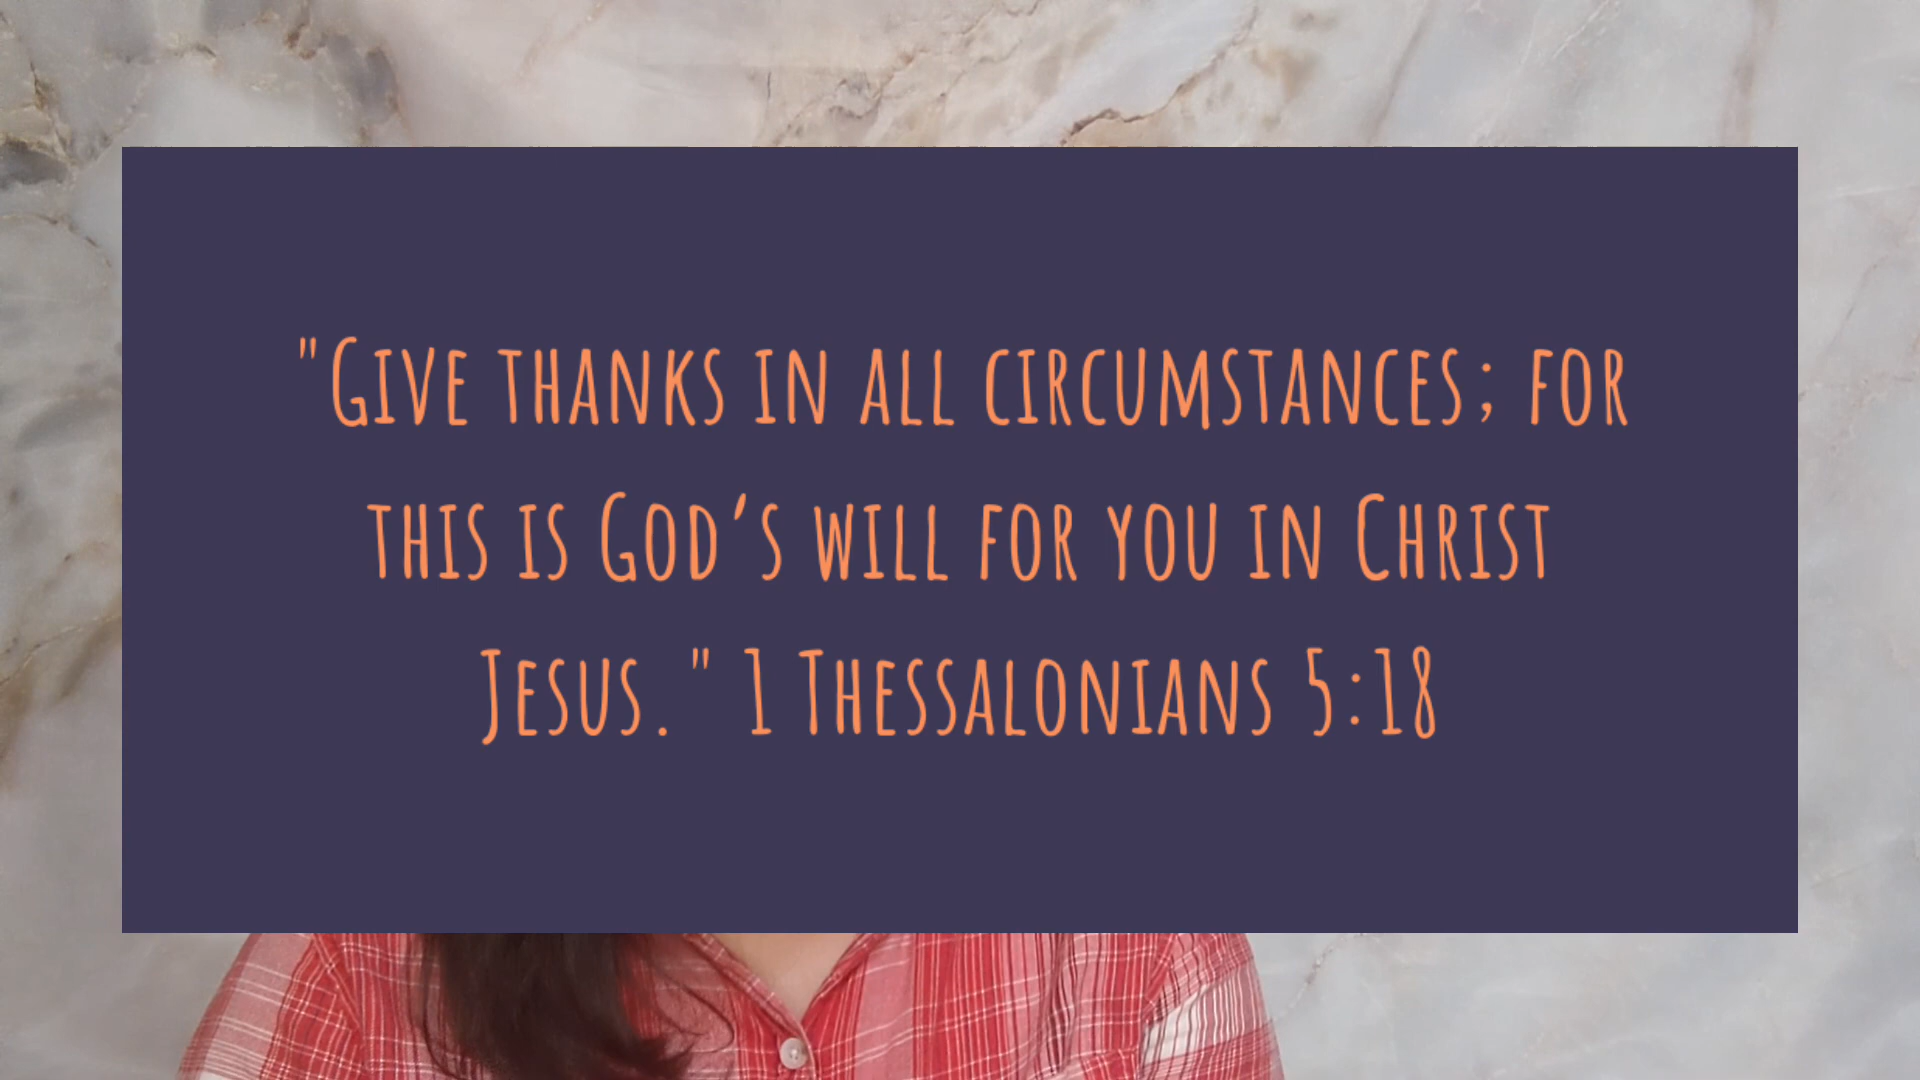 "Give thanks in all circumstances; for
this is God’s will for you in Christ
Jesus." 1 Thessalonians 5:18